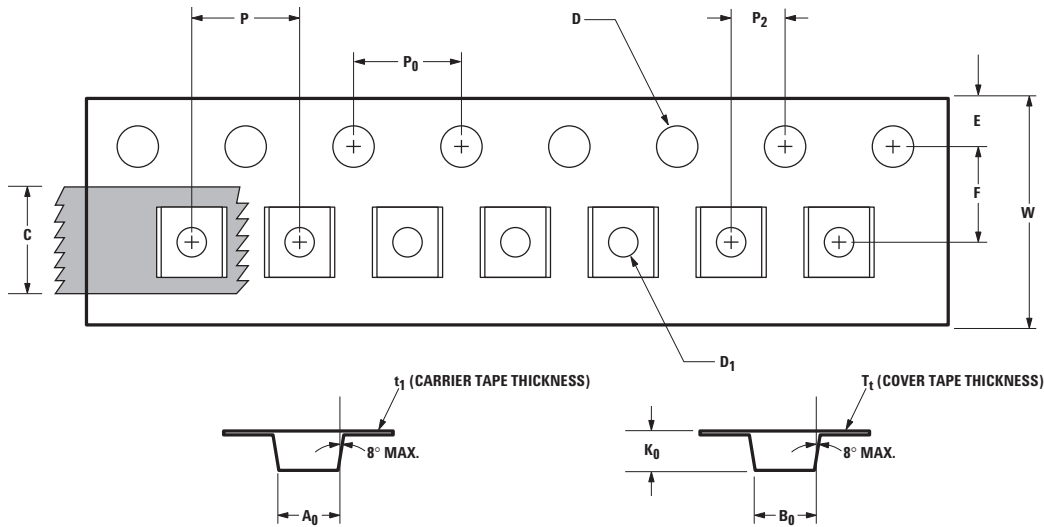 P
D
P₂
P₀
E
F
W
C
D₁
t₁ (CARRIER TAPE THICKNESS)
Tₜ (COVER TAPE THICKNESS)
8° MAX.
K₀
8° MAX.
A₀
B₀